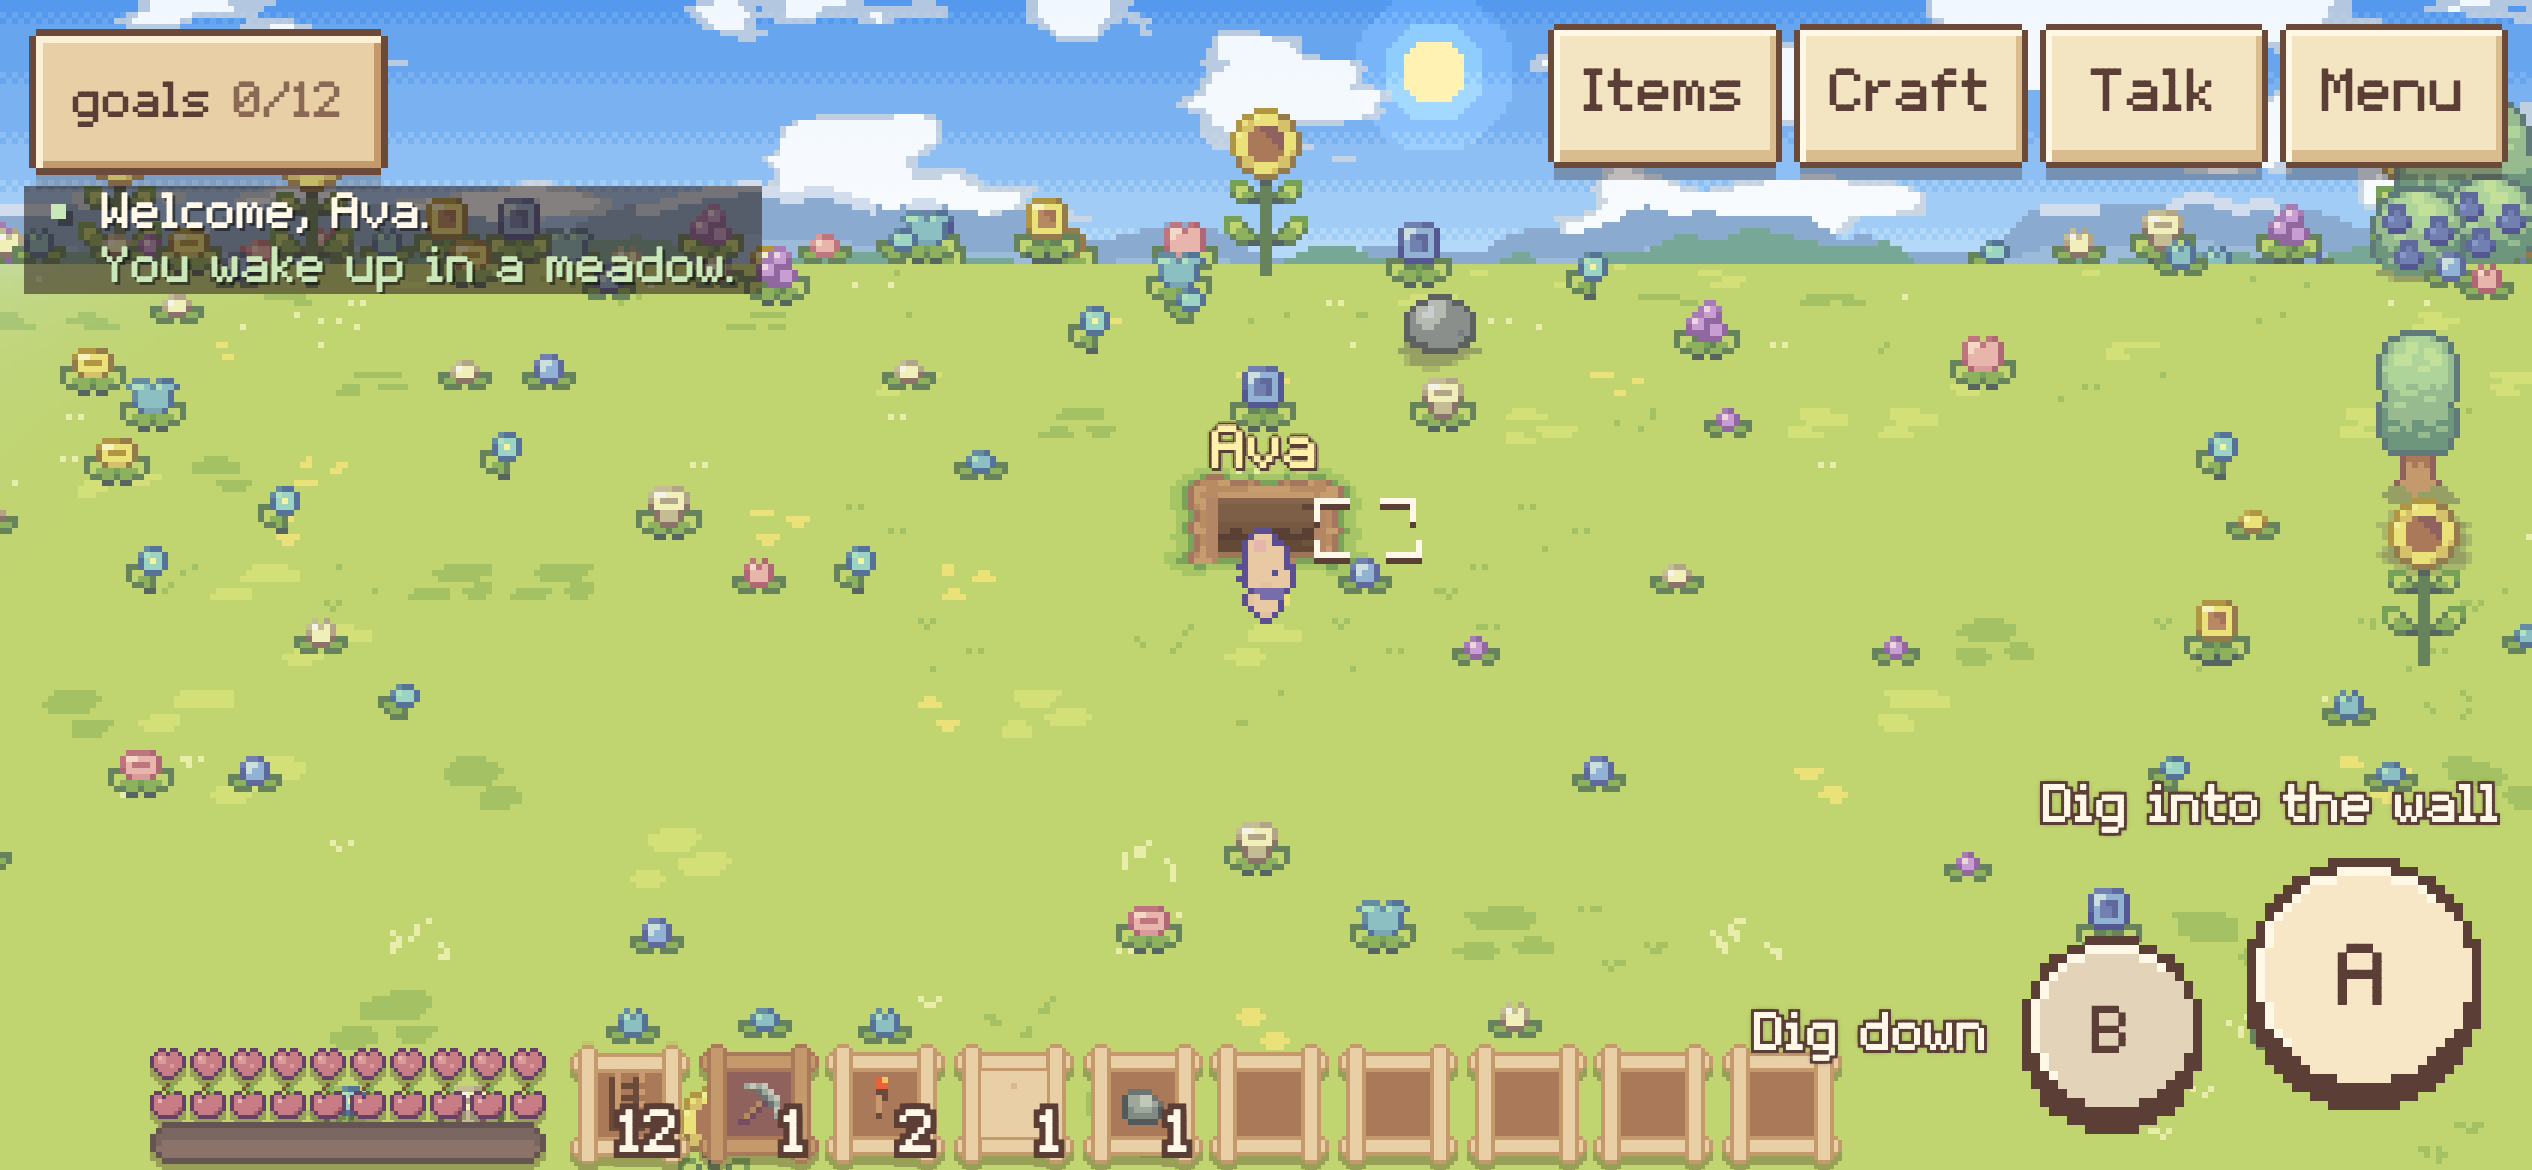 goals 0/12
Items
Craft
Talk
Menu
Welcome, Ava.
You wake up in a meadow.
Ava
Dig into the wall
A
B
Dig down
12
1
2
1
1